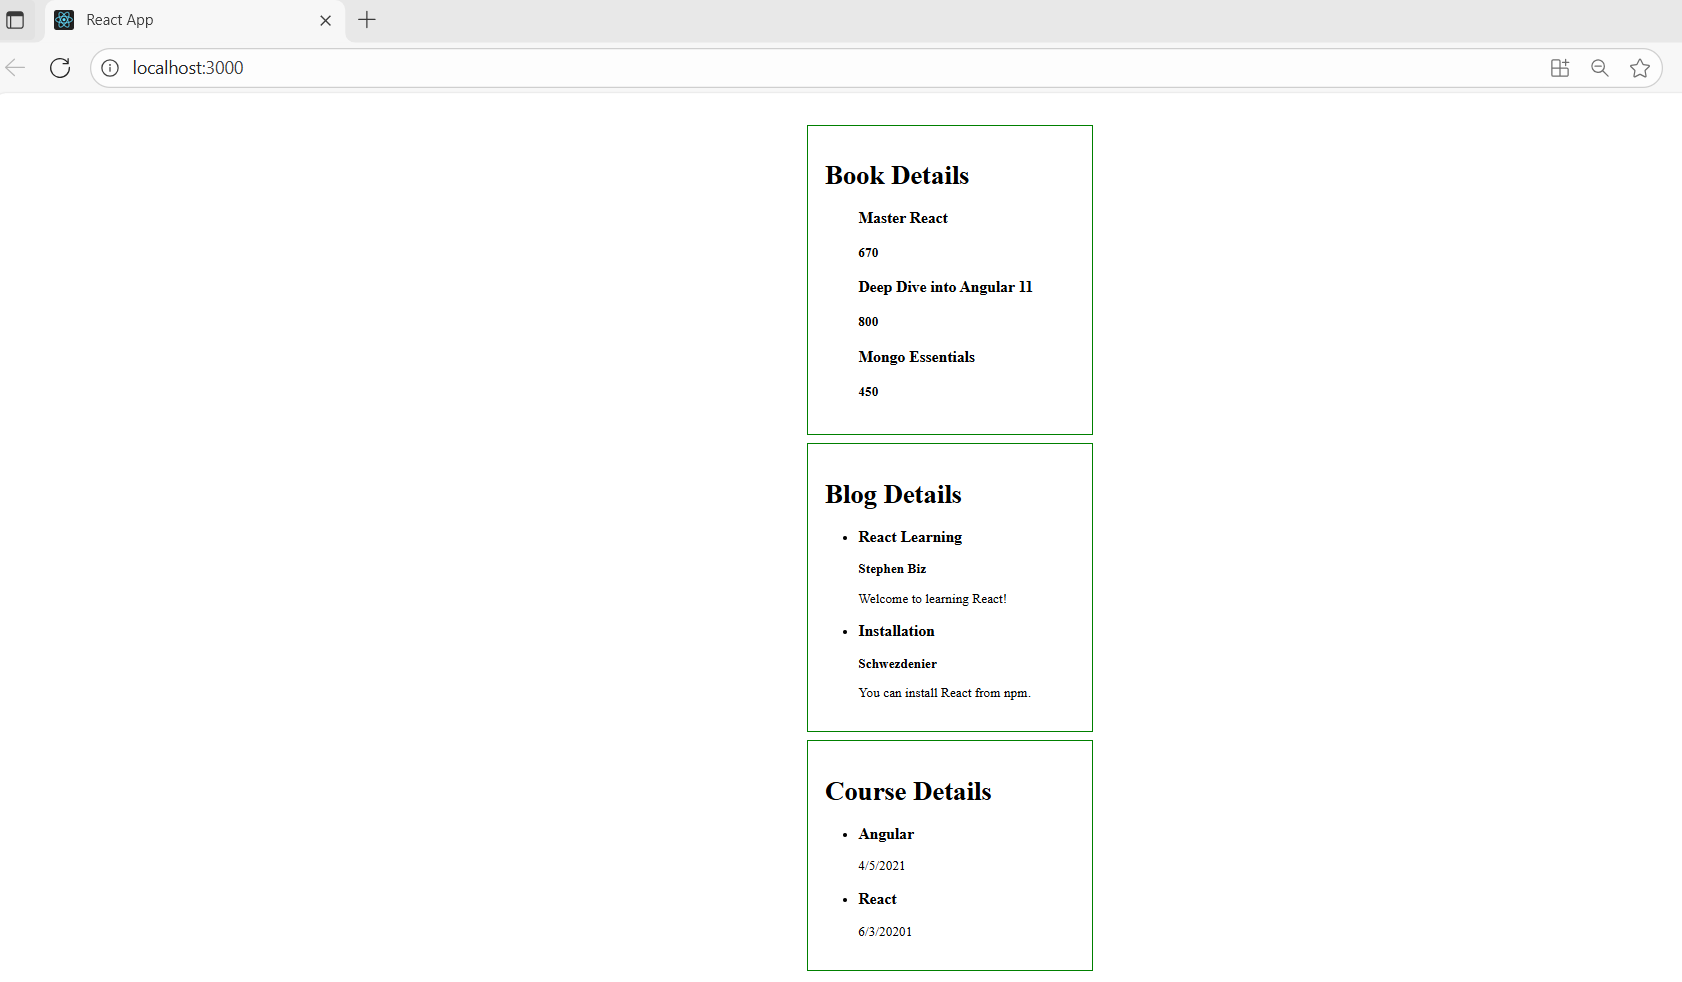 React App
localhost:3000
Book Details
Master React
670
Deep Dive into Angular 11
800
Mongo Essentials
450
Blog Details
React Learning
Stephen Biz
Welcome to learning React!
Installation
Schwezdenier
You can install React from npm.
Course Details
Angular
4/5/2021
React
6/3/20201